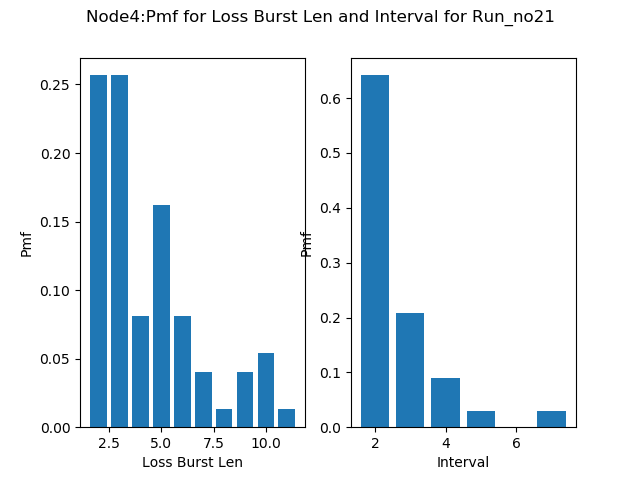 Node4:Pmf for Loss Burst Len and Interval for Run_no21
Pmf
0.25
0.20
0.15
0.10
0.05
0.00
2.5 5.0 7.5 10.0
Loss Burst Len
Pmf
0.6
0.5
0.4
0.3
0.2
0.1
0.0
2 4 6
Interval